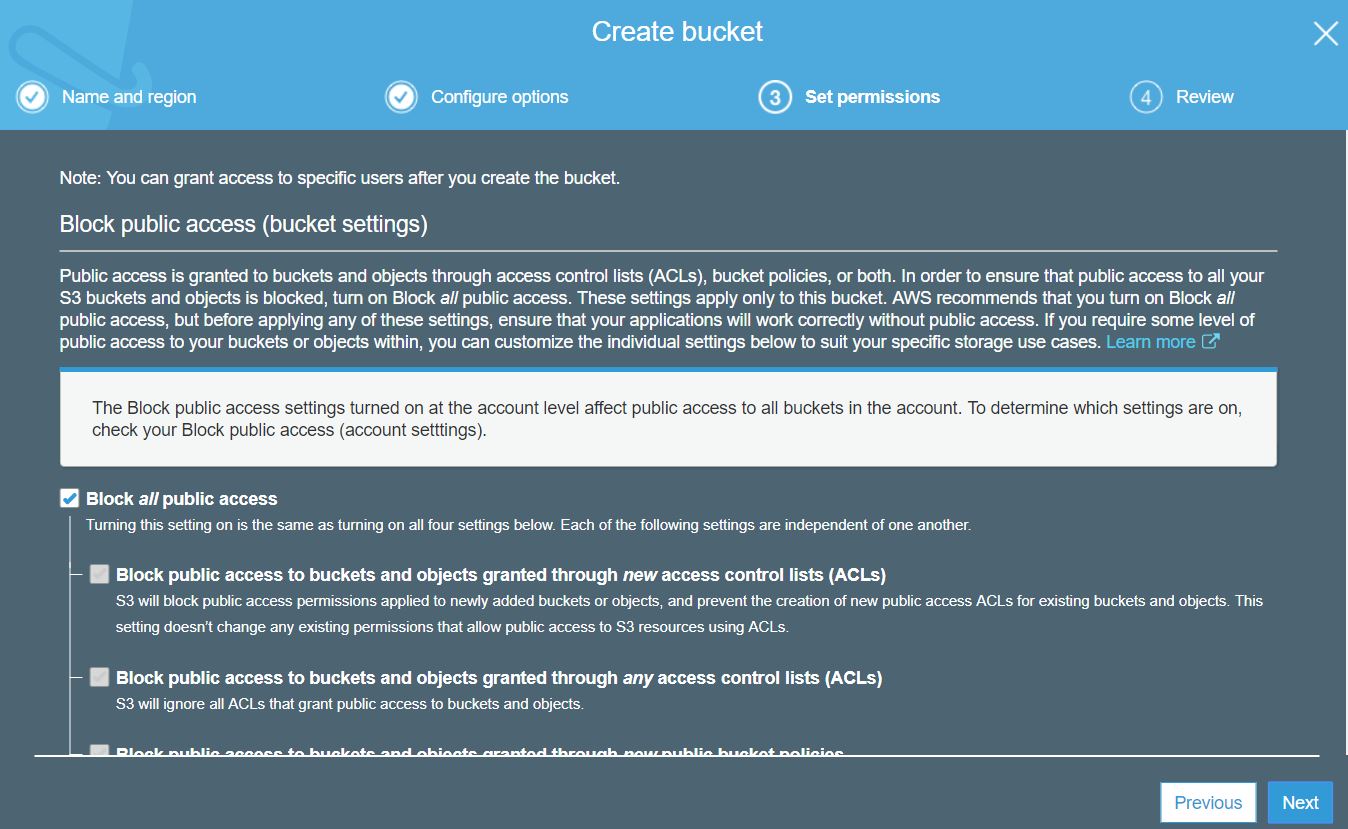 Create bucket
Name and region
Configure options
3 Set permissions
4 Review
Note: You can grant access to specific users after you create the bucket.
Block public access (bucket settings)
Public access is granted to buckets and objects through access control lists (ACLs), bucket policies, or both. In order to ensure that public access to all your
S3 buckets and objects is blocked, turn on Block all public access. These settings apply only to this bucket. AWS recommends that you turn on Block all
public access, but before applying any of these settings, ensure that your applications will work correctly without public access. If you require some level of
public access to your buckets or objects within, you can customize the individual settings below to suit your specific storage use cases. Learn more
The Block public access settings turned on at the account level affect public access to all buckets in the account. To determine which settings are on,
check your Block public access (account setttings).
Block all public access
Turning this setting on is the same as turning on all four settings below. Each of the following settings are independent of one another.
Block public access to buckets and objects granted through new access control lists (ACLs)
S3 will block public access permissions applied to newly added buckets or objects, and prevent the creation of new public access ACLs for existing buckets and objects. This
setting doesn't change any existing permissions that allow public access to S3 resources using ACLs.
Block public access to buckets and objects granted through any access control lists (ACLs)
S3 will ignore all ACLs that grant public access to buckets and objects.
Block public access to buckets and objects granted through new public bucket policies
Previous
Next